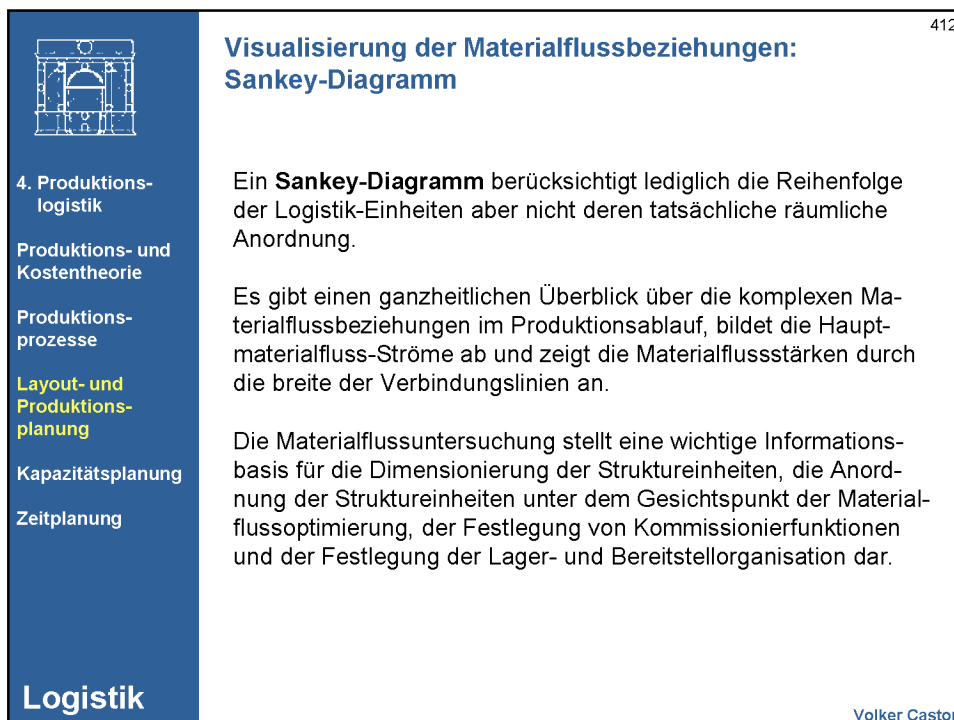 412
Visualisierung der Materialflussbeziehungen:
Sankey-Diagramm
4. Produktions-
logistik
Produktions- und
Kostentheorie
Produktions-
prozesse
Layout- und
Produktions-
planung
Kapazitätsplanung
Zeitplanung
Ein Sankey-Diagramm berücksichtigt lediglich die Reihenfolge
der Logistik-Einheiten aber nicht deren tatsächliche räumliche
Anordnung.
Es gibt einen ganzheitlichen Überblick über die komplexen Ma-
terialflussbeziehungen im Produktionsablauf, bildet die Haupt-
materialfluss-Ströme ab und zeigt die Materialflussstärken durch
die breite der Verbindungslinien an.
Die Materialflussuntersuchung stellt eine wichtige Informations-
basis für die Dimensionierung der Struktureinheiten, die Anord-
nung der Struktureinheiten unter dem Gesichtspunkt der Material-
flussoptimierung, der Festlegung von Kommissionierfunktionen
und der Festlegung der Lager- und Bereitstellorganisation dar.
Logistik
Volker Castor